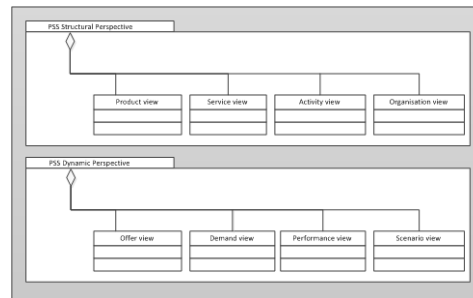 PSS Structural Perspective
Product view
Service view
Activity view
Organisation view
PSS Dynamic Perspective
Offer view
Demand view
Performance view
Scenario view